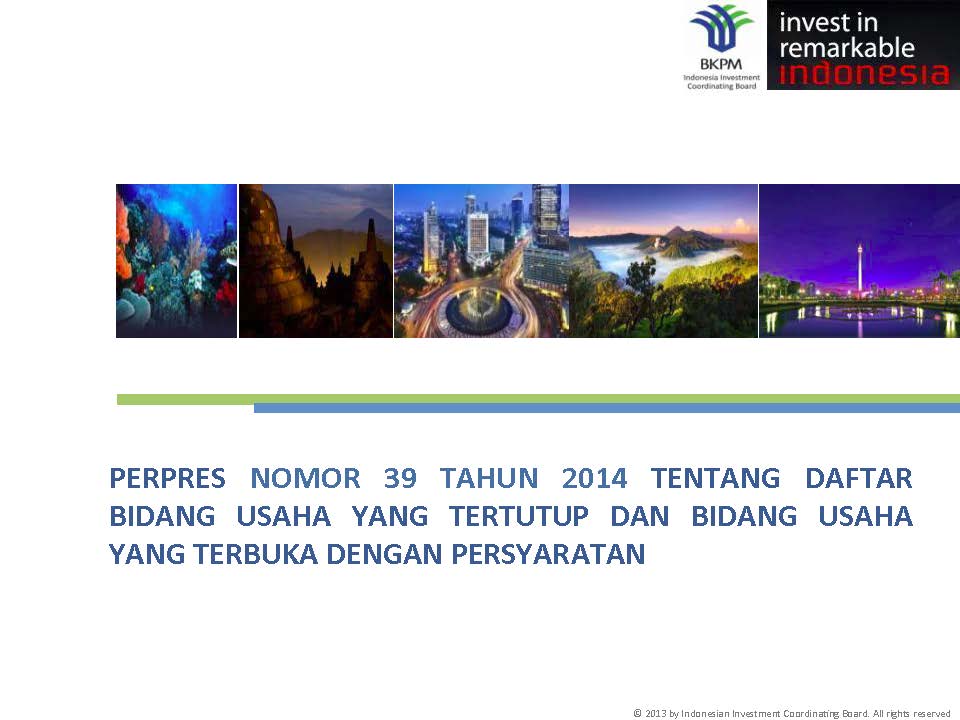 BKPM
Indonesia Investment
Coordinating Board
invest in
remarkable
indonesia
PERPRES NOMOR 39 TAHUN 2014 TENTANG DAFTAR
BIDANG USAHA YANG TERTUTUP DAN BIDANG USAHA
YANG TERBUKA DENGAN PERSYARATAN
© 2013 by Indonesian Investment Coordinating Board. All rights reserved